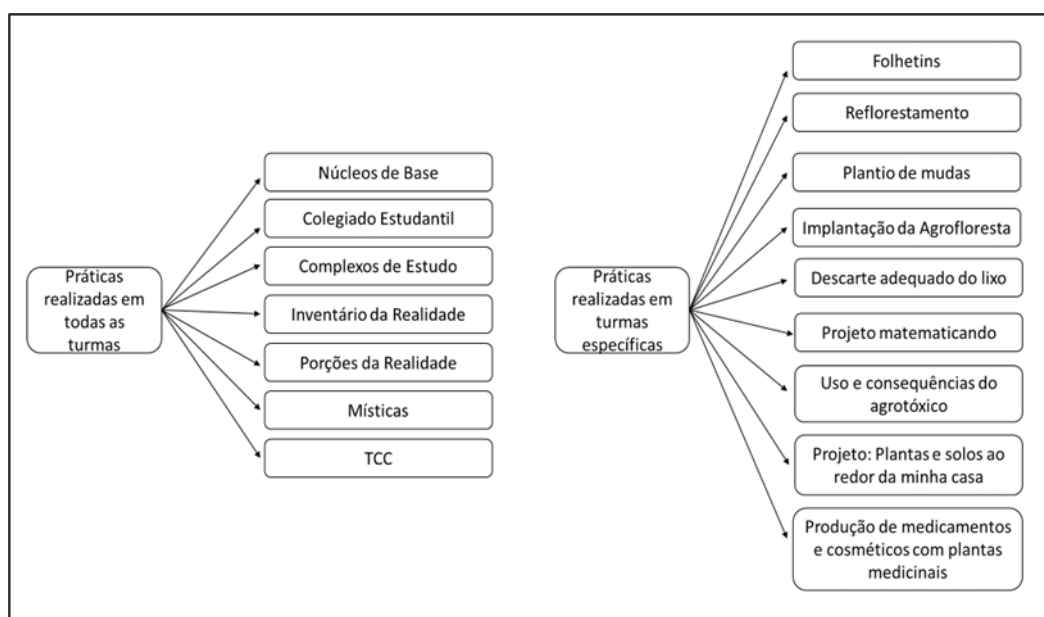 Práticas
realizadas em
todas as
turmas
Núcleos de Base
Colegiado Estudantil
Complexos de Estudo
Inventário da Realidade
Porções da Realidade
Místicas
TCC
Práticas
realizadas em
turmas
específicas
Folhetins
Reflorestamento
Plantio de mudas
Implantação da Agrofloresta
Descarte adequado do lixo
Projeto matematicando
Uso e consequências do
agrotóxico
Projeto: Plantas e solos ao
redor da minha casa
Produção de medicamentos
e cosméticos com plantas
medicinais